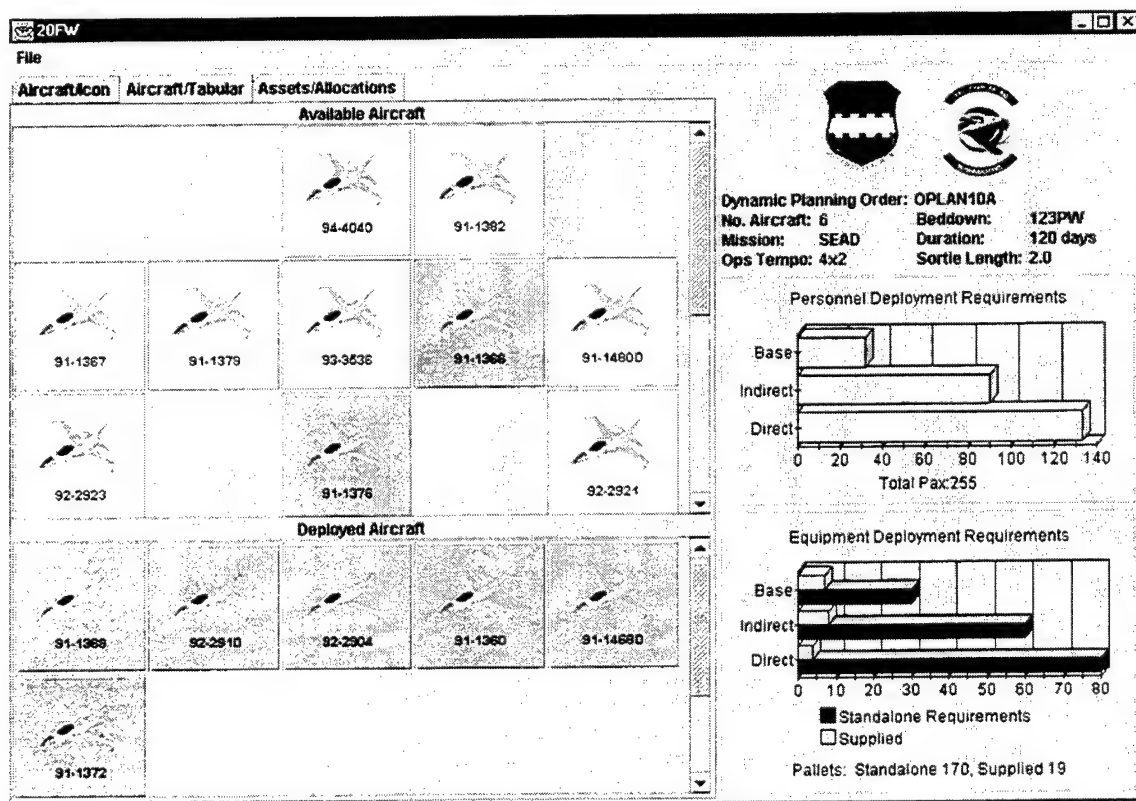 20FW
File
Aircraft/Icon Aircraft/Tabular Assets/Allocations
Available Aircraft
94-4040 91-1382
91-1367 91-1379 93-3536 91-1366 91-14800
92-2923 91-1376 92-2921
Deployed Aircraft
91-1368 92-2910 92-2904 91-1360 91-14680
91-1372
Dynamic Planning Order: OPLAN10A
No. Aircraft: 6 Beddown: 123PW
Mission: SEAD Duration: 120 days
Ops Tempo: 4x2 Sortie Length: 2.0
Personnel Deployment Requirements
Base
Indirect
Direct
0 20 40 60 80 100 120 140
Total Pax:255
Equipment Deployment Requirements
Base
Indirect
Direct
0 10 20 30 40 50 60 70 80
Standalone Requirements
Supplied
Pallets: Standalone 170, Supplied 19